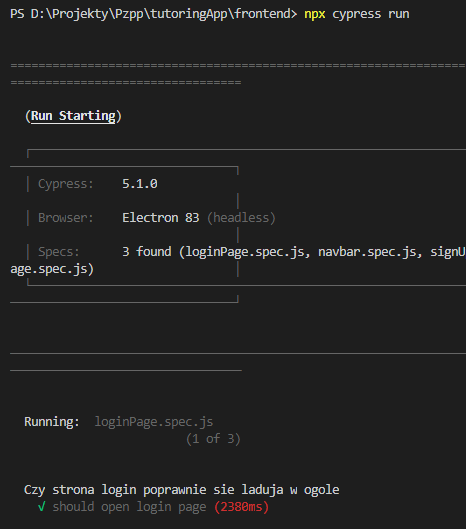 PS D:\Projekty\Pzpp\tutoringApp\frontend> npx cypress run
================================================================
=================================
(Run Starting)
Cypress: 5.1.0
Browser: Electron 83 (headless)
Specs: 3 found (loginPage.spec.js, navbar.spec.js, signU
age.spec.js)
Running: loginPage.spec.js
(1 of 3)
Czy strona login poprawnie sie laduja w ogole
√ should open login page (2380ms)